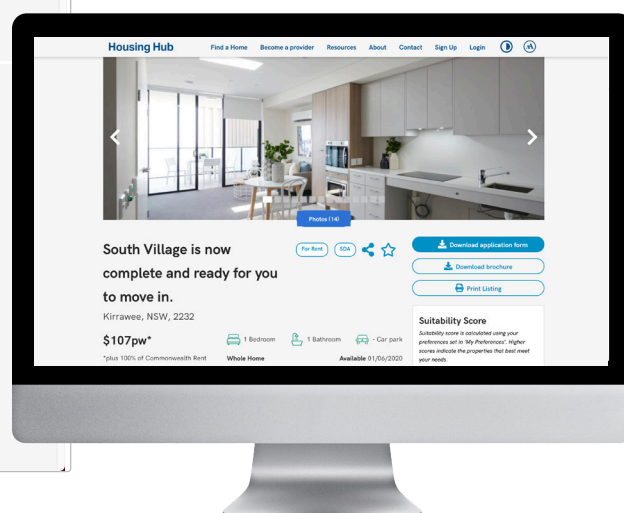 Housing Hub Find a Home Become a provider Resources About Contact Sign Up Login
Photos (14)
South Village is now
complete and ready for you
to move in.
For Rent SDA
Download application form
Download brochure
Print Listing
Kirrawee, NSW, 2232
$107pw*
1 Bedroom 1 Bathroom - Car park
*plus 100% of Commonwealth Rent
Whole Home Available 01/06/2020
Suitability Score
Suitability score is calculated using your
preferences set in 'My Preferences'. Higher
scores indicate the properties that best meet
your needs.